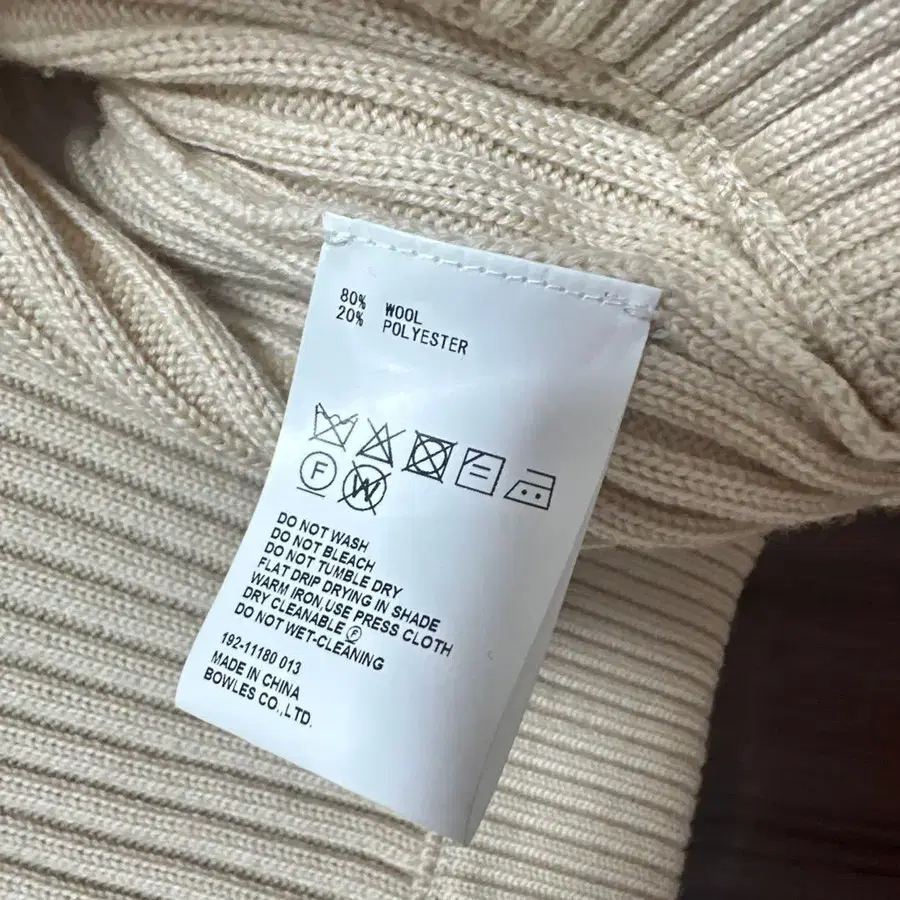 80% WOOL
20% POLYESTER
F W
DO NOT WASH
DO NOT BLEACH
DO NOT TUMBLE DRY
FLAT DRIP DRYING IN SHADE
WARM IRON,USE PRESS CLOTH
DRY CLEANABLE Ⓕ
DO NOT WET-CLEANING
192-11180 013
MADE IN CHINA
BOWLES CO.,LTD.